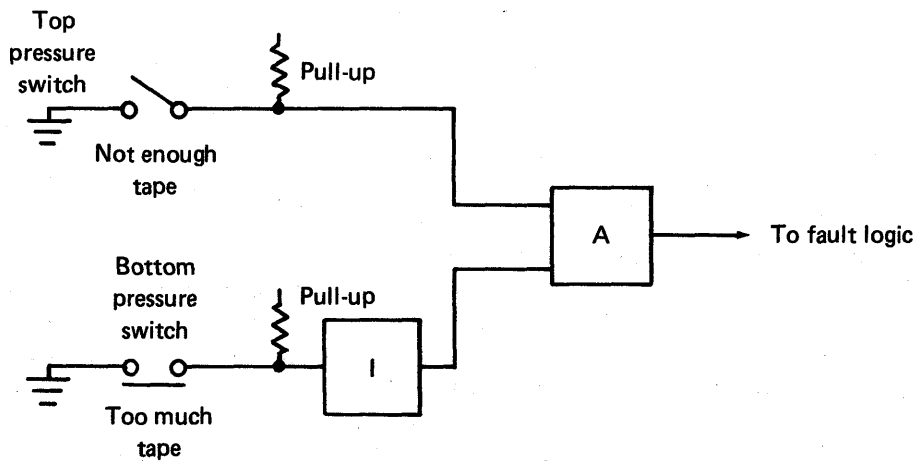 Top
pressure
switch
Pull-up
Not enough
tape
A
To fault logic
Bottom
pressure
switch
Pull-up
I
Too much
tape